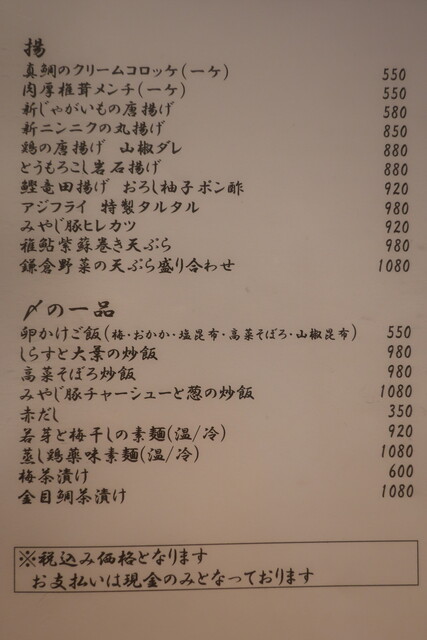 揚
真鯛のクリームコロッケ(一ケ) 550
肉厚椎茸メンチ(一ケ) 550
新じゃがいもの唐揚げ 580
新ニンニクの丸揚げ 850
鶏の唐揚げ 山椒ダレ 880
とうもろこし岩石揚げ 880
鰹竜田揚げ おろし柚子ポン酢 920
アジフライ 特製タルタル 980
みやじ豚ヒレカツ 920
稚鮎紫蘇巻き天ぷら 980
鎌倉野菜の天ぷら盛り合わせ 1080
〆の一品
卵かけご飯(梅・おかか・塩昆布・高菜そぼろ・山椒昆布) 550
しらすと大葉の炒飯 980
高菜そぼろ炒飯 980
みやじ豚チャーシューと葱の炒飯 1080
赤だし 350
若芽と梅干しの素麺(温/冷) 920
蒸し鶏薬味素麺(温/冷) 1080
梅茶漬け 600
金目鯛茶漬け 1080
※税込み価格となります
お支払いは現金のみとなっております